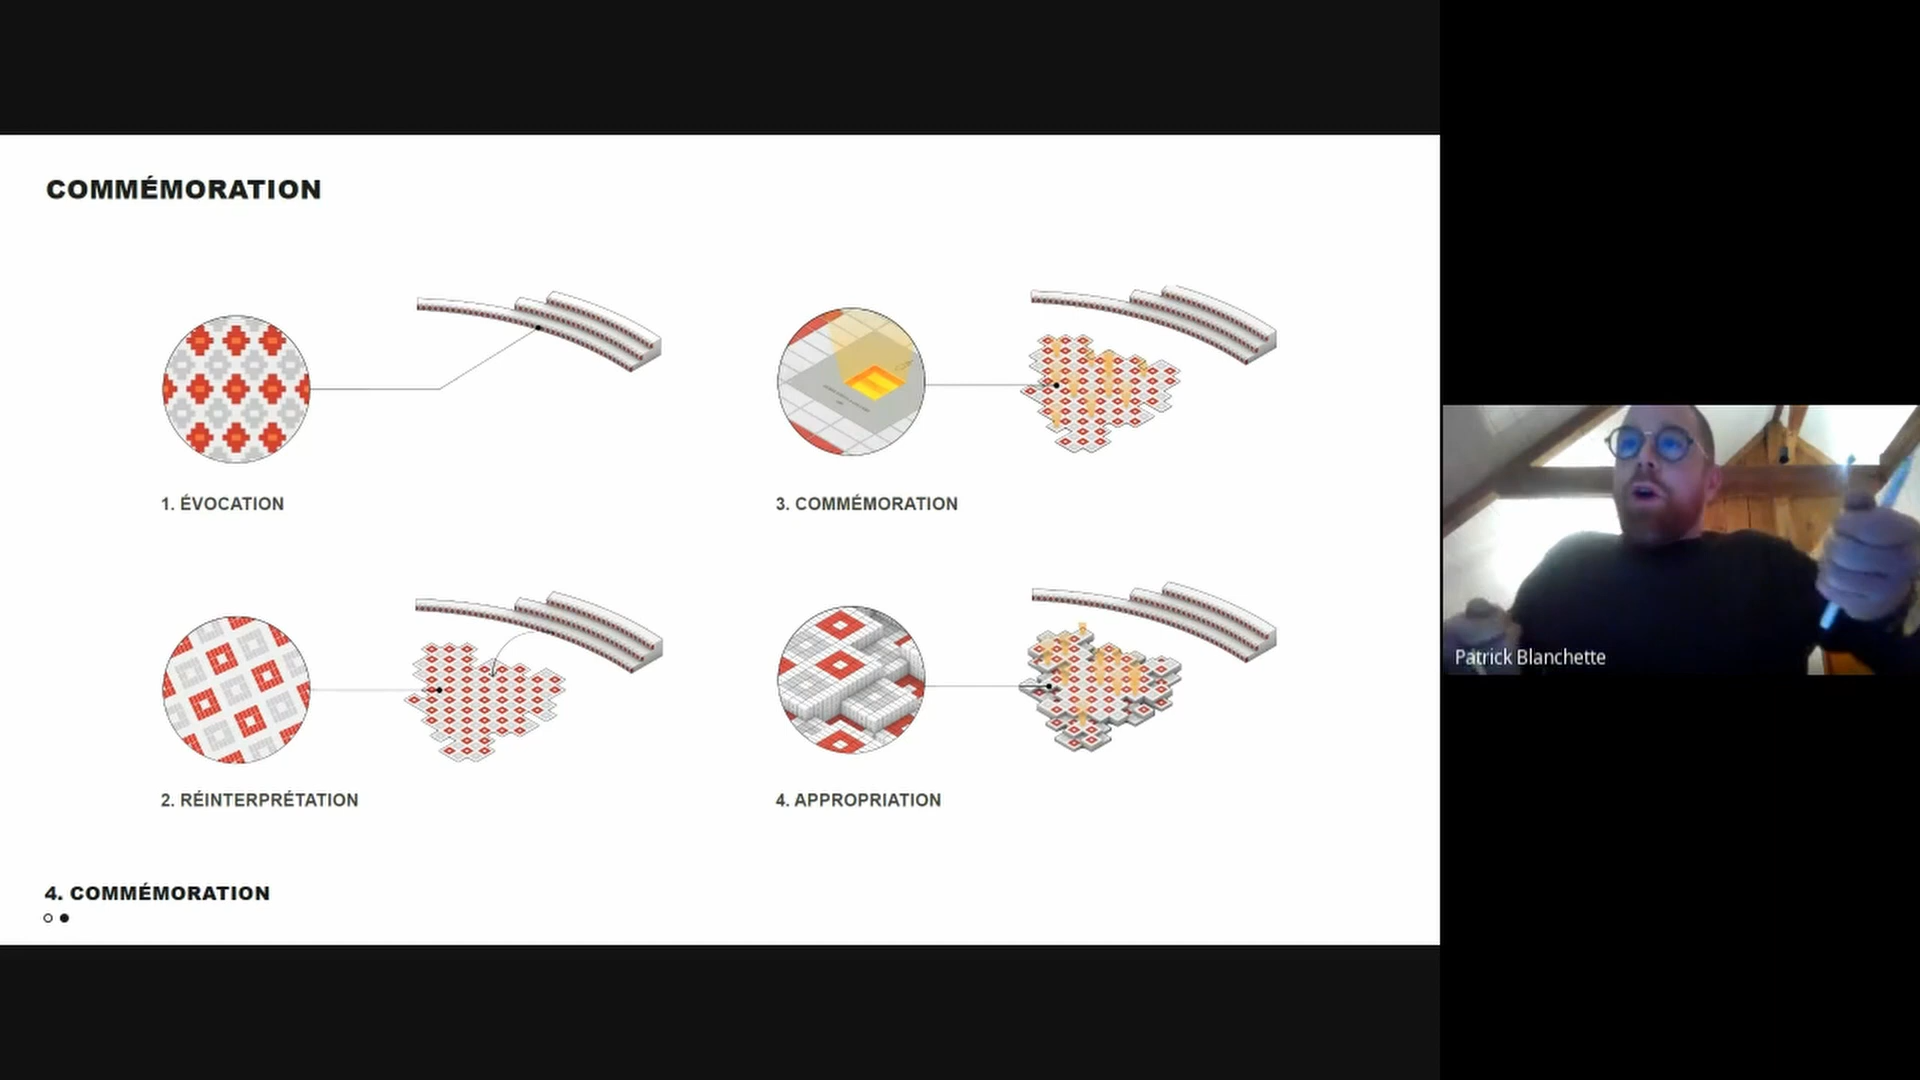 COMMÉMORATION
1. ÉVOCATION
3. COMMÉMORATION
2. RÉINTERPRÉTATION
4. APPROPRIATION
4. COMMÉMORATION
Patrick Blanchette